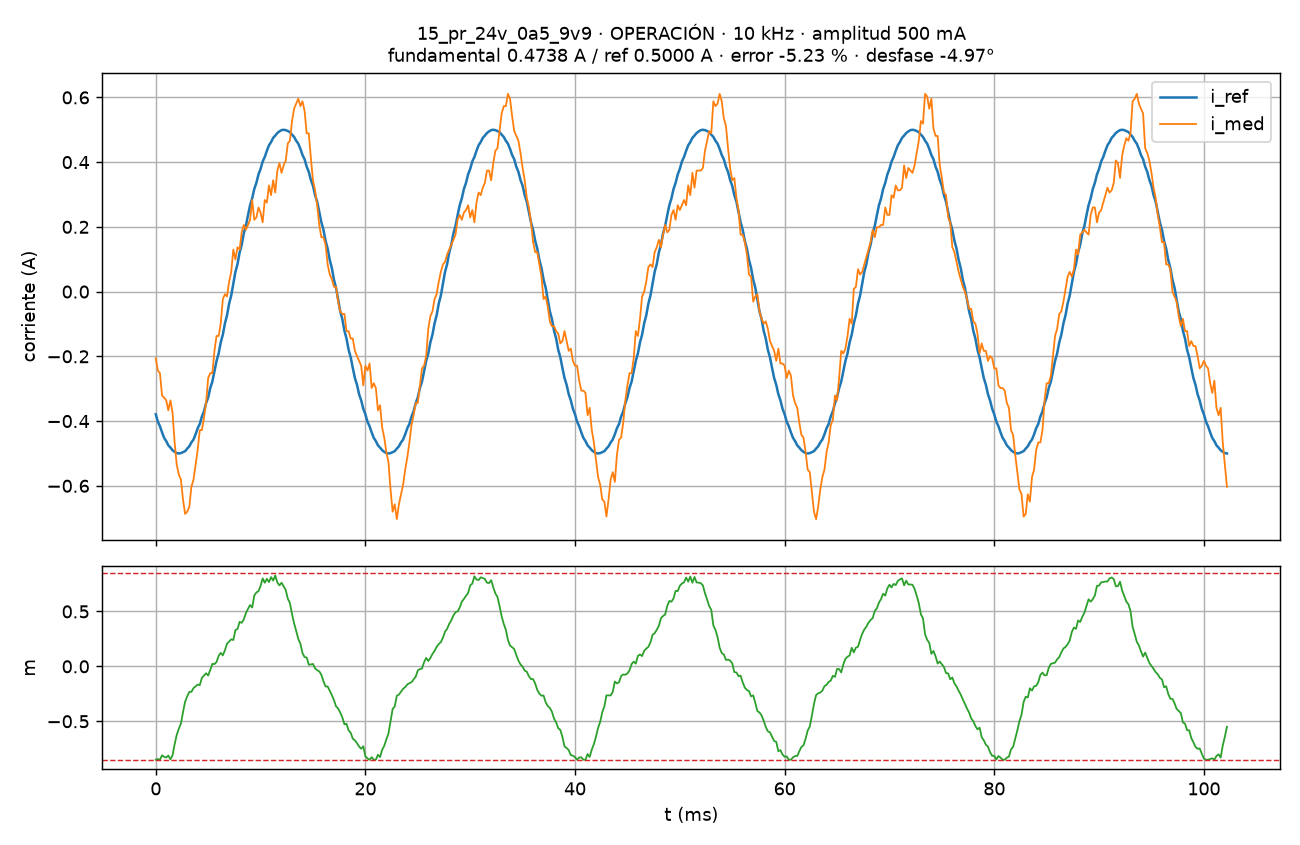 15_pr_24v_0a5_9v9 · OPERACIÓN · 10 kHz · amplitud 500 mA
fundamental 0.4738 A / ref 0.5000 A · error -5.23 % · desfase -4.97°
i_ref
i_med
0.6
0.4
0.2
0.0
−0.2
−0.4
−0.6
corriente (A)
0.5
0.0
−0.5
m
0
20
40
60
80
100
t (ms)